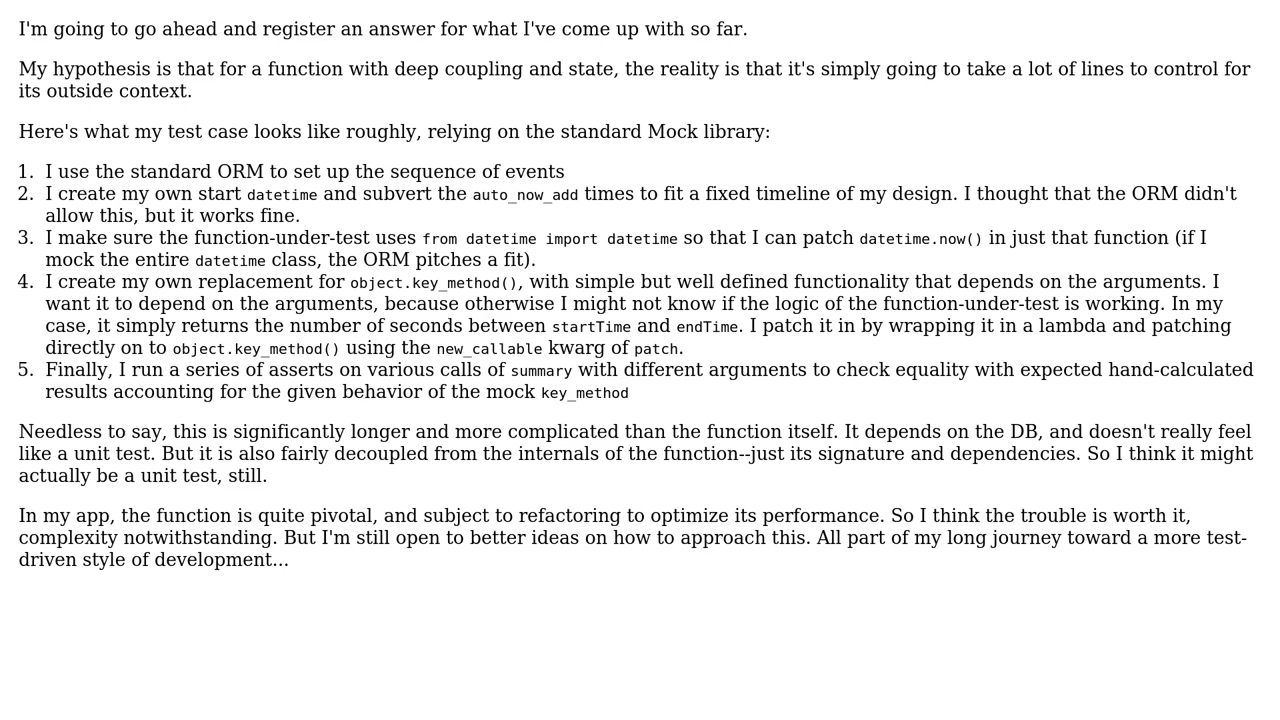 I'm going to go ahead and register an answer for what I've come up with so far.
My hypothesis is that for a function with deep coupling and state, the reality is that it's simply going to take a lot of lines to control for
its outside context.
Here's what my test case looks like roughly, relying on the standard Mock library:
1. I use the standard ORM to set up the sequence of events
2. I create my own start datetime and subvert the auto_now_add times to fit a fixed timeline of my design. I thought that the ORM didn't
allow this, but it works fine.
3. I make sure the function-under-test uses from datetime import datetime so that I can patch datetime.now() in just that function (if I
mock the entire datetime class, the ORM pitches a fit).
4. I create my own replacement for object.key_method(), with simple but well defined functionality that depends on the arguments. I
want it to depend on the arguments, because otherwise I might not know if the logic of the function-under-test is working. In my
case, it simply returns the number of seconds between startTime and endTime. I patch it in by wrapping it in a lambda and patching
directly on to object.key_method() using the new_callable kwarg of patch.
5. Finally, I run a series of asserts on various calls of summary with different arguments to check equality with expected hand-calculated
results accounting for the given behavior of the mock key_method
Needless to say, this is significantly longer and more complicated than the function itself. It depends on the DB, and doesn't really feel
like a unit test. But it is also fairly decoupled from the internals of the function--just its signature and dependencies. So I think it might
actually be a unit test, still.
In my app, the function is quite pivotal, and subject to refactoring to optimize its performance. So I think the trouble is worth it,
complexity notwithstanding. But I'm still open to better ideas on how to approach this. All part of my long journey toward a more test-
driven style of development...